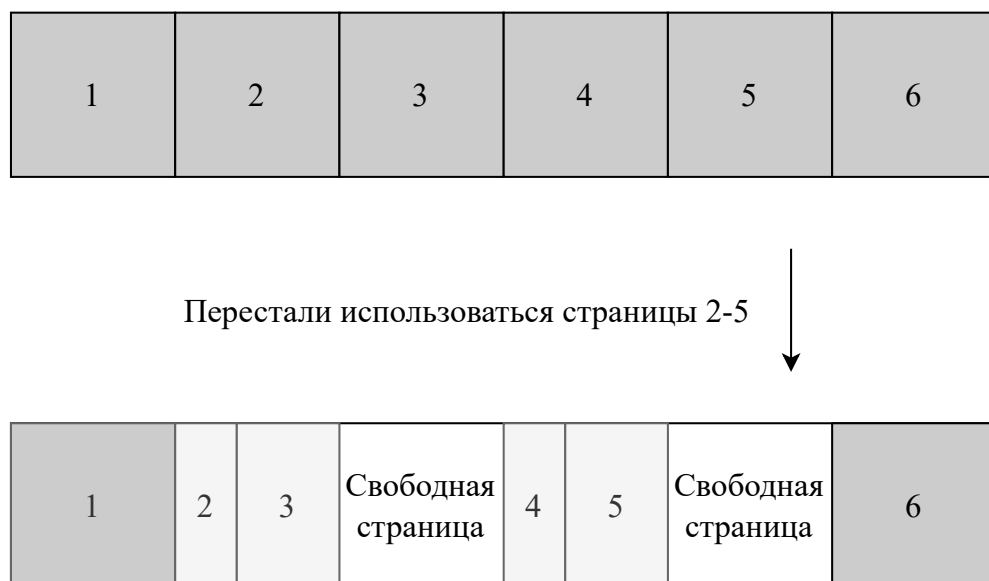 1 2 3 4 5 6
Перестали использоваться страницы 2-5
1 2 3 Свободная страница 4 5 Свободная страница 6